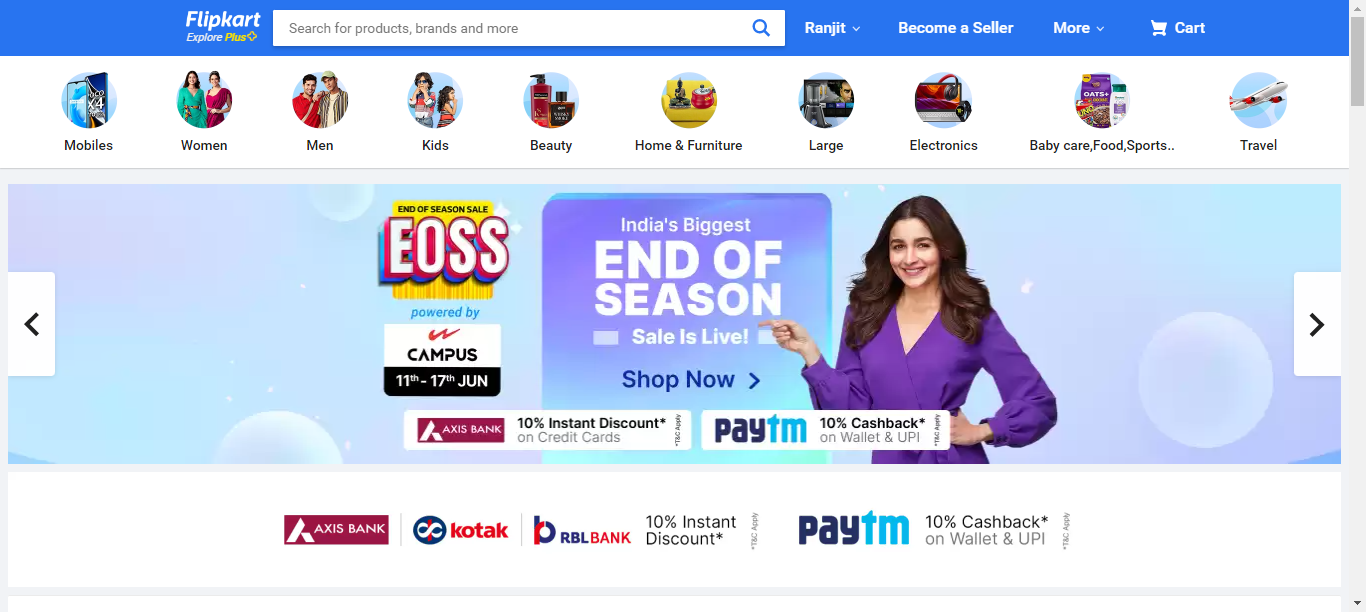 Flipkart
Explore Plus
Search for products, brands and more
Ranjit
Become a Seller
More
Cart
Mobiles
Women
Men
Kids
Beauty
Home & Furniture
Large
Electronics
Baby care,Food,Sports..
Travel
END OF SEASON SALE
EOSS
powered by
CAMPUS
11th - 17th JUN
India's Biggest
END OF
SEASON
Sale Is Live!
Shop Now
AXIS BANK
10% Instant Discount*
on Credit Cards
*T&C Apply
paytm
10% Cashback*
on Wallet & UPI
*T&C Apply
AXIS BANK
kotak
RBLBANK
10% Instant
Discount*
*T&C Apply
paytm
10% Cashback*
on Wallet & UPI
*T&C Apply